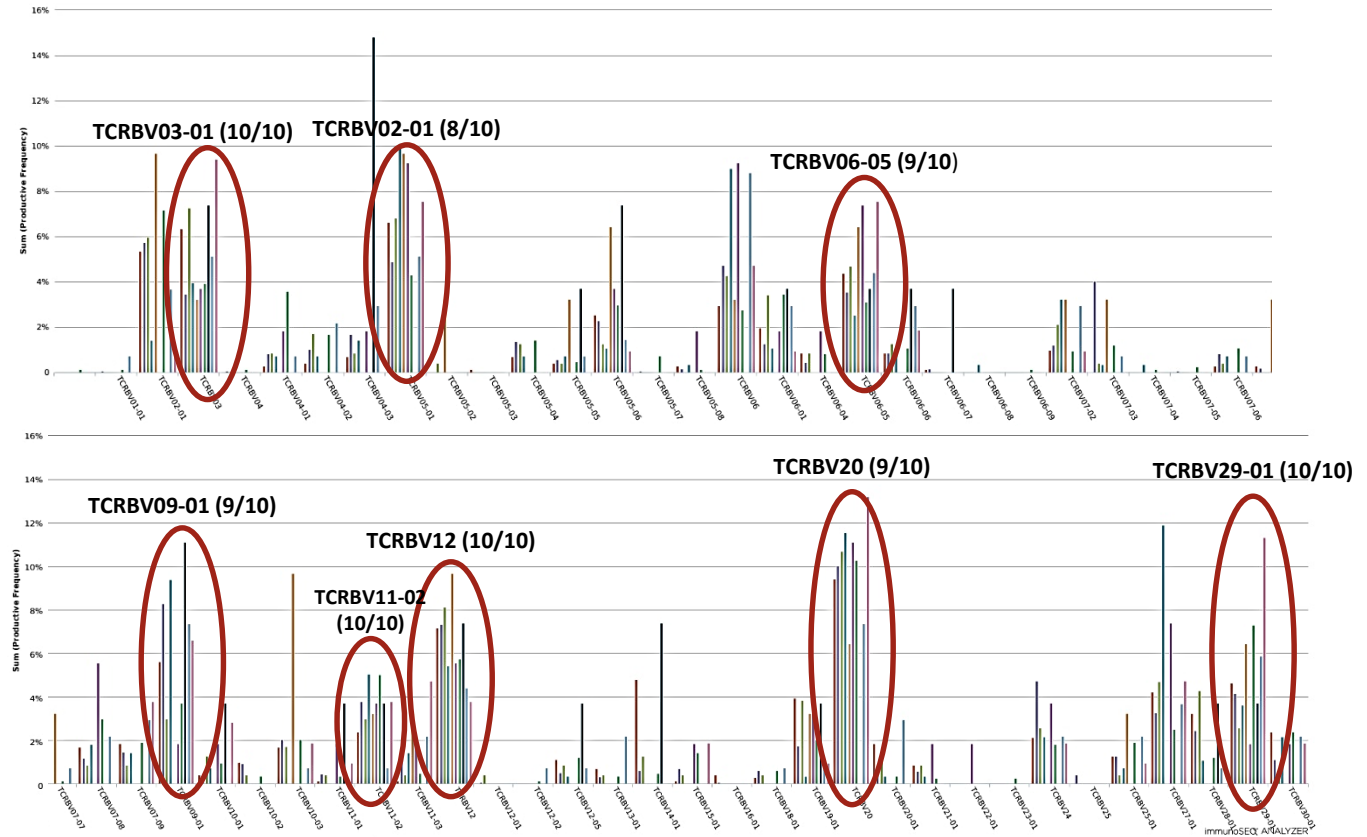 16%
14%
12%
10%
8%
6%
4%
2%
0
Sum (Productive Frequency)
TCRBV03-01 (10/10)
TCRBV02-01 (8/10)
TCRBV06-05 (9/10)
TCRBV01-01
TCRBV02-01
TCRBV03
TCRBV04
TCRBV04-01
TCRBV04-02
TCRBV04-03
TCRBV05-01
TCRBV05-02
TCRBV05-03
TCRBV05-04
TCRBV05-05
TCRBV05-06
TCRBV05-07
TCRBV05-08
TCRBV06
TCRBV06-01
TCRBV06-04
TCRBV06-05
TCRBV06-06
TCRBV06-07
TCRBV06-08
TCRBV06-09
TCRBV07-02
TCRBV07-03
TCRBV07-04
TCRBV07-05
TCRBV07-06
16%
14%
12%
10%
8%
6%
4%
2%
0
Sum (Productive Frequency)
TCRBV09-01 (9/10)
TCRBV11-02
(10/10)
TCRBV12 (10/10)
TCRBV20 (9/10)
TCRBV29-01 (10/10)
TCRBV07-07
TCRBV07-08
TCRBV07-09
TCRBV09-01
TCRBV10-01
TCRBV10-02
TCRBV10-03
TCRBV11-01
TCRBV11-02
TCRBV11-03
TCRBV12
TCRBV12-01
TCRBV12-02
TCRBV12-05
TCRBV13-01
TCRBV14-01
TCRBV15-01
TCRBV16-01
TCRBV17-01
TCRBV18-01
TCRBV19-01
TCRBV20
TCRBV20-01
TCRBV21-01
TCRBV22-01
TCRBV23-01
TCRBV24
TCRBV24-01
TCRBV25-01
TCRBV27-01
TCRBV28-01
TCRBV29-01
TCRBV30-01
immunoSEQ ANALYZER